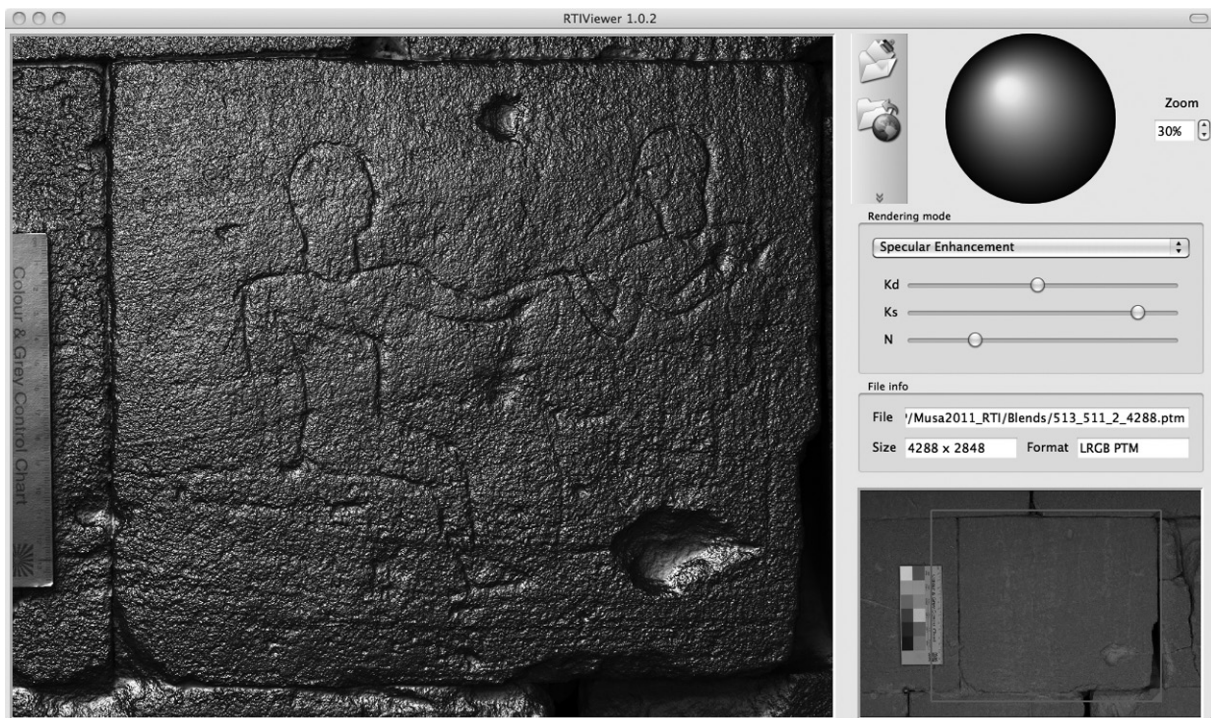 RTIViewer 1.0.2
Colour & Grey Control Chart
Zoom
30%
Rendering mode
Specular Enhancement
Kd
Ks
N
File info
File '/Musa2011_RTI/Blends/513_511_2_4288.ptm
Size 4288 x 2848 Format LRGB PTM